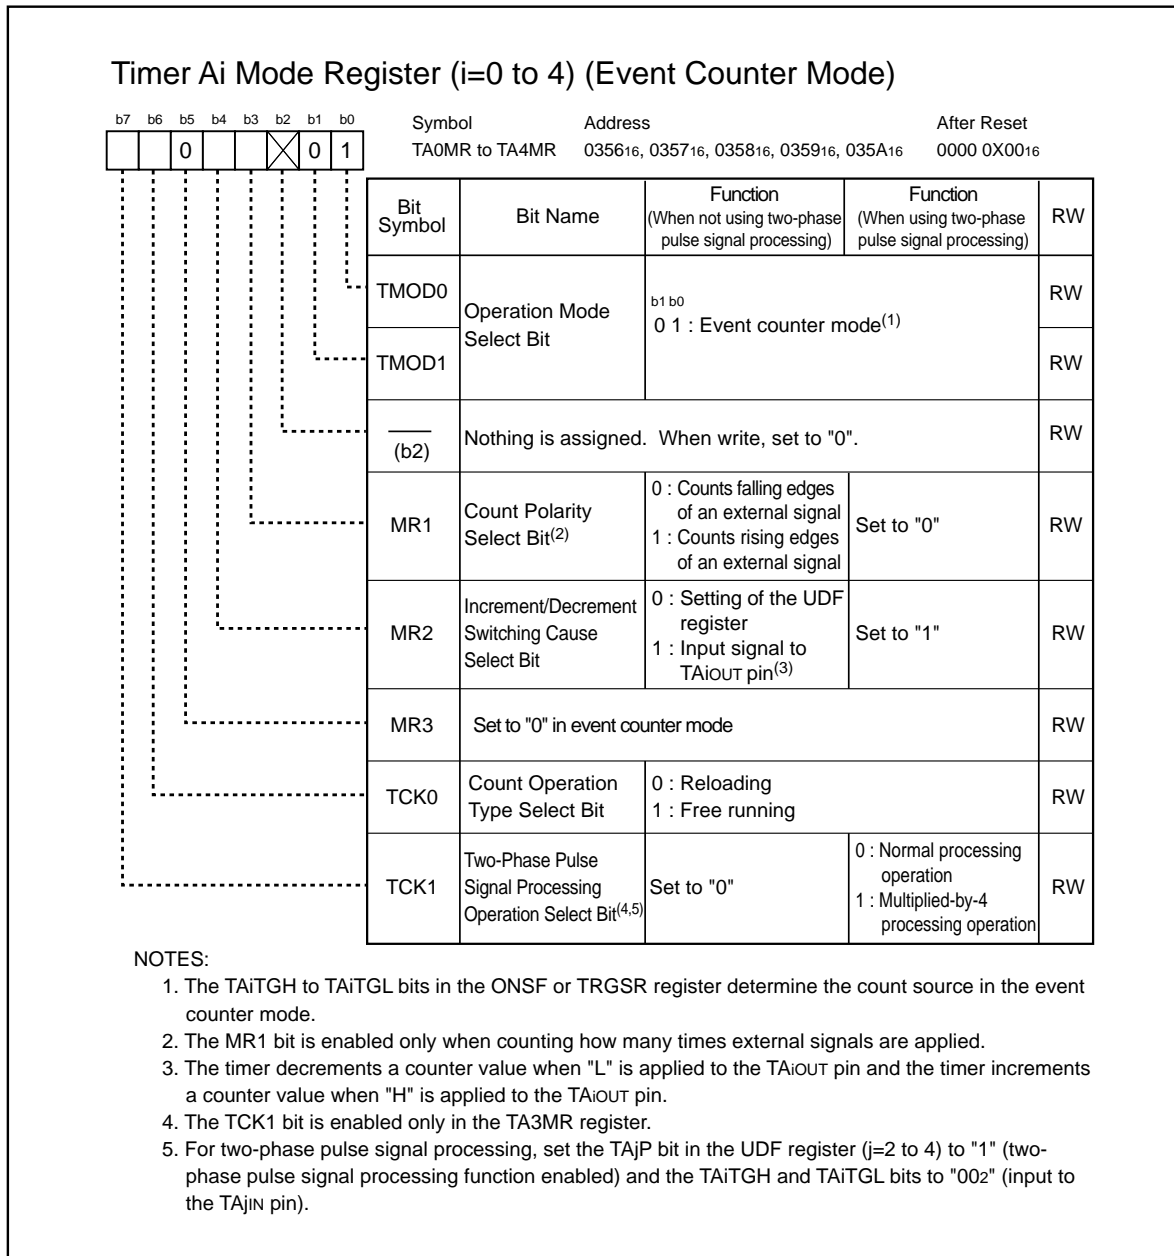 Timer Ai Mode Register (i=0 to 4) (Event Counter Mode)
b7 b6 b5 b4 b3 b2 b1 b0
0 0 1
Symbol Address After Reset
TA0MR to TA4MR 035616, 035716, 035816, 035916, 035A16 0000 0X0016
Bit Symbol
Bit Name
Function
(When not using two-phase
pulse signal processing)
Function
(When using two-phase
pulse signal processing)
RW
TMOD0
Operation Mode
Select Bit
b1 b0
0 1 : Event counter mode(1)
RW
TMOD1
RW
(b2)
Nothing is assigned. When write, set to "0".
RW
MR1
Count Polarity
Select Bit(2)
0 : Counts falling edges
of an external signal
1 : Counts rising edges
of an external signal
Set to "0"
RW
MR2
Increment/Decrement
Switching Cause
Select Bit
0 : Setting of the UDF
register
1 : Input signal to
TAiOUT pin(3)
Set to "1"
RW
MR3
Set to "0" in event counter mode
RW
TCK0
Count Operation
Type Select Bit
0 : Reloading
1 : Free running
RW
TCK1
Two-Phase Pulse
Signal Processing
Operation Select Bit(4,5)
Set to "0"
0 : Normal processing
operation
1 : Multiplied-by-4
processing operation
RW
NOTES:
1. The TAiTGH to TAiTGL bits in the ONSF or TRGSR register determine the count source in the event
counter mode.
2. The MR1 bit is enabled only when counting how many times external signals are applied.
3. The timer decrements a counter value when "L" is applied to the TAiOUT pin and the timer increments
a counter value when "H" is applied to the TAiOUT pin.
4. The TCK1 bit is enabled only in the TA3MR register.
5. For two-phase pulse signal processing, set the TAjP bit in the UDF register (j=2 to 4) to "1" (two-
phase pulse signal processing function enabled) and the TAiTGH and TAiTGL bits to "002" (input to
the TAjIN pin).